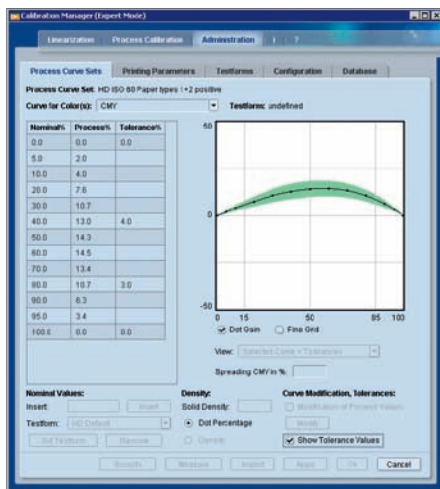 Calibration Manager (Expert Mode)
Linearization Process Calibration Administration i ?
Process Curve Sets Printing Parameters Testforms Configuration Database
Process Curve Set: HD ISO 60 Paper types 1+2 positive
Curve for Color(s): CMY Testform: undefined
Nominal% Process% Tolerance%
0.0 0.0 0.0
5.0 2.0
10.0 4.0
20.0 7.6
30.0 10.7
40.0 13.0 4.0
50.0 14.3
60.0 14.5
70.0 13.4
80.0 10.7 3.0
90.0 6.3
95.0 3.4
100.0 0.0 0.0
50
0
-50
0 15 50 85 100
Dot Gain Fine Grid
View: Selected Curve + Tolerances
Spreading CMY in %:
Nominal Values: Density: Curve Modification, Tolerances:
Insert: Insert Solid Density: Modification of Process Values
Testform: HD Default Dot Percentage Modify
Set Testform Remove Density Show Tolerance Values
Smooth Measure Import Apply Ok Cancel